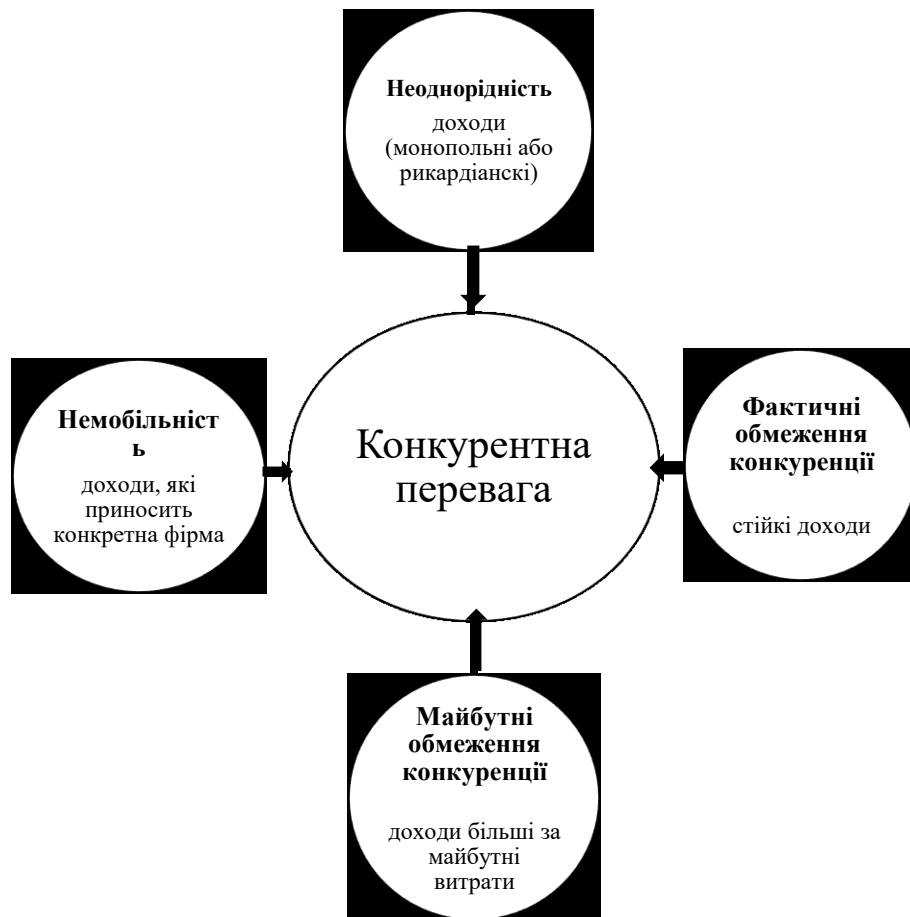 Неоднорідність
доходи
(монопольні або
рикардіанскі)
Немобільніст
ь
доходи, які
приносить
конкретна фірма
Конкурентна
перевага
Фактичні
обмеження
конкуренції
стійкі доходи
Майбутні
обмеження
конкуренції
доходи більші за
майбутні
витрати